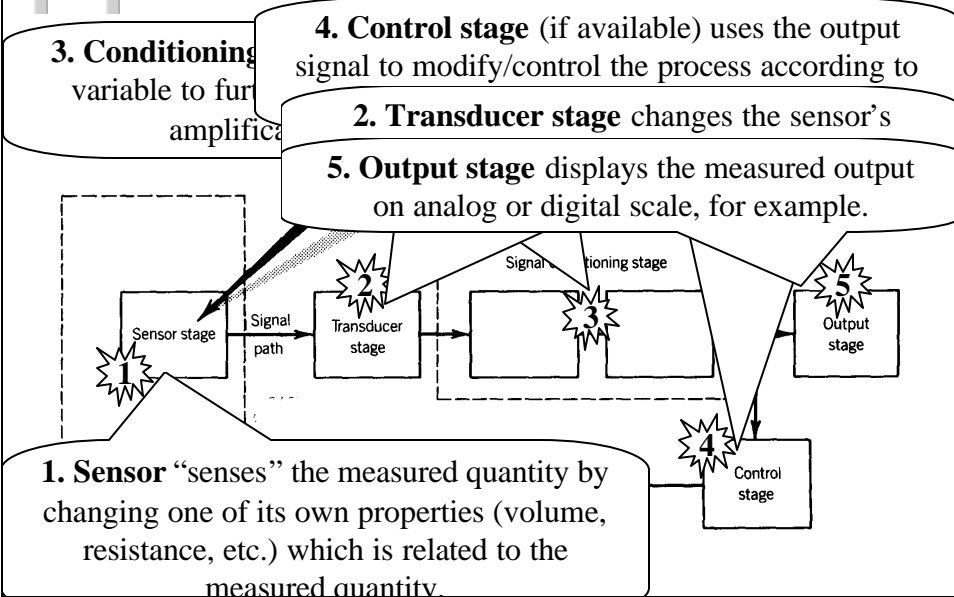 4. Control stage (if available) uses the output
signal to modify/control the process according to
3. Conditioning
variable to
amplifica
2. Transducer stage changes the sensor's
5. Output stage displays the measured output
on analog or digital scale, for example.
Signal tioning stage
2
5
3
Sensor stage
Signal
path
Transducer
stage
Output
stage
1
4
Control
stage
1. Sensor “senses” the measured quantity by
changing one of its own properties (volume,
resistance, etc.) which is related to the
measured quantity.